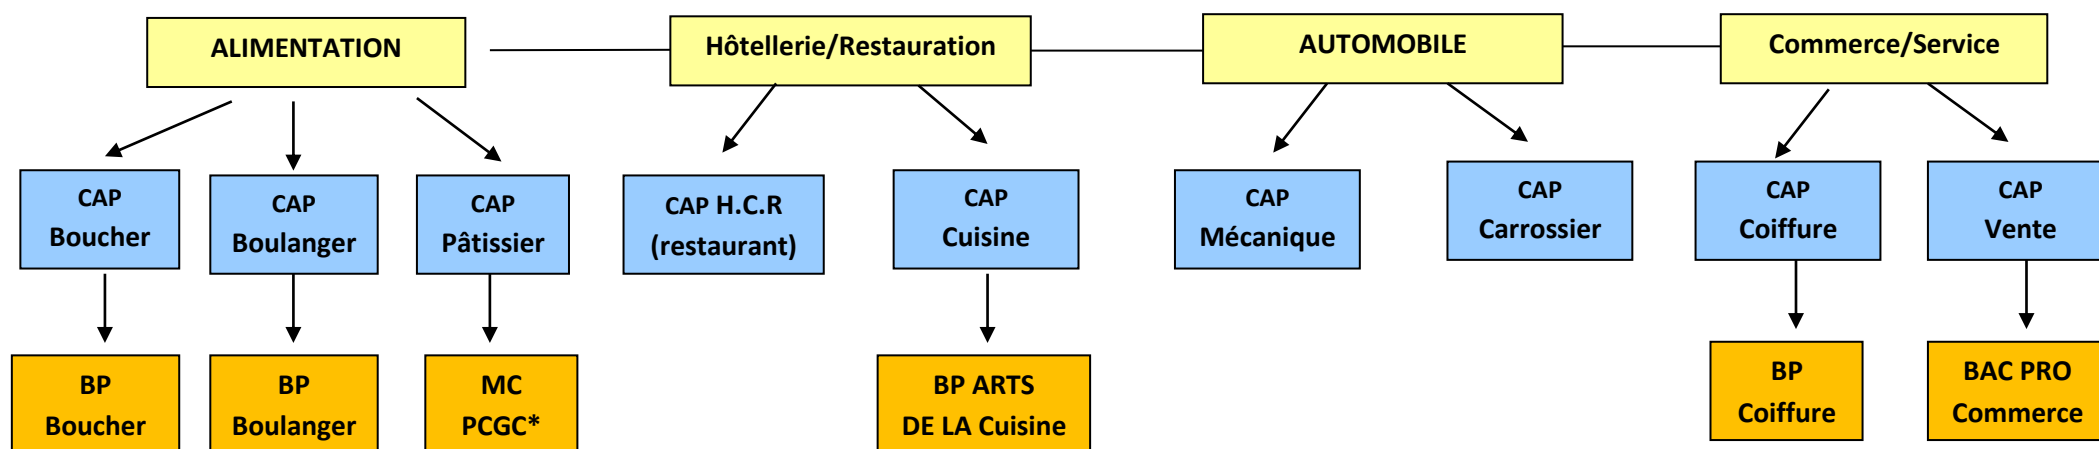 ALIMENTATION
Hôtellerie/Restauration
AUTOMOBILE
Commerce/Service
CAP
Boucher
CAP
Boulanger
CAP
Pâtissier
CAP H.C.R
(restaurant)
CAP
Cuisine
CAP
Mécanique
CAP
Carrossier
CAP
Coiffure
CAP
Vente
BP
Boucher
BP
Boulanger
MC
PCGC*
BP ARTS
DE LA Cuisine
BP
Coiffure
BAC PRO
Commerce